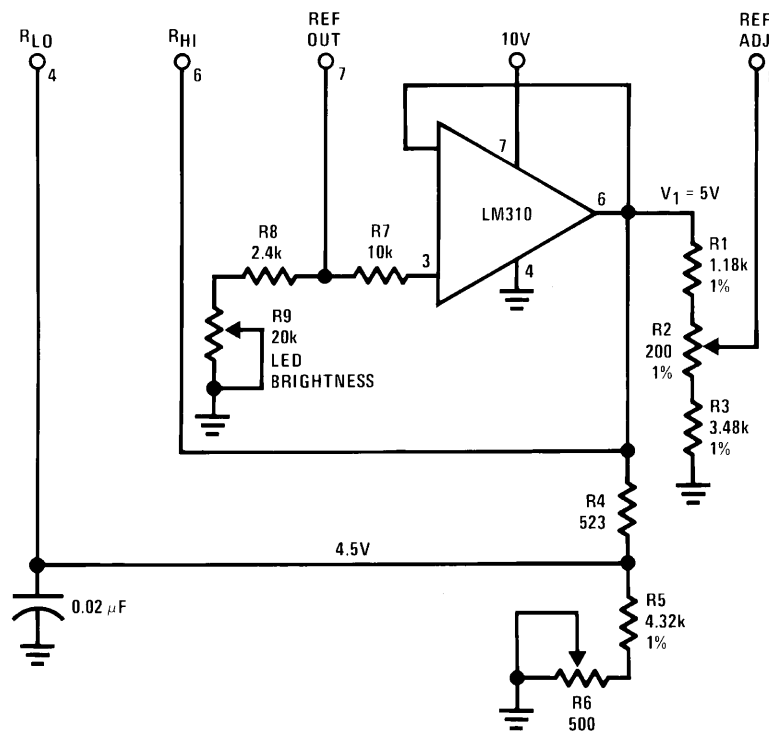 RLO
4
RHI
6
REF
OUT
7
10V
7
REF
ADJ
LM310
6
V1 = 5V
3
4
R8
2.4k
R7
10k
R9
20k
LED
BRIGHTNESS
R1
1.18k
1%
R2
200
1%
R3
3.48k
1%
R4
523
4.5V
0.02 μF
R5
4.32k
1%
R6
500